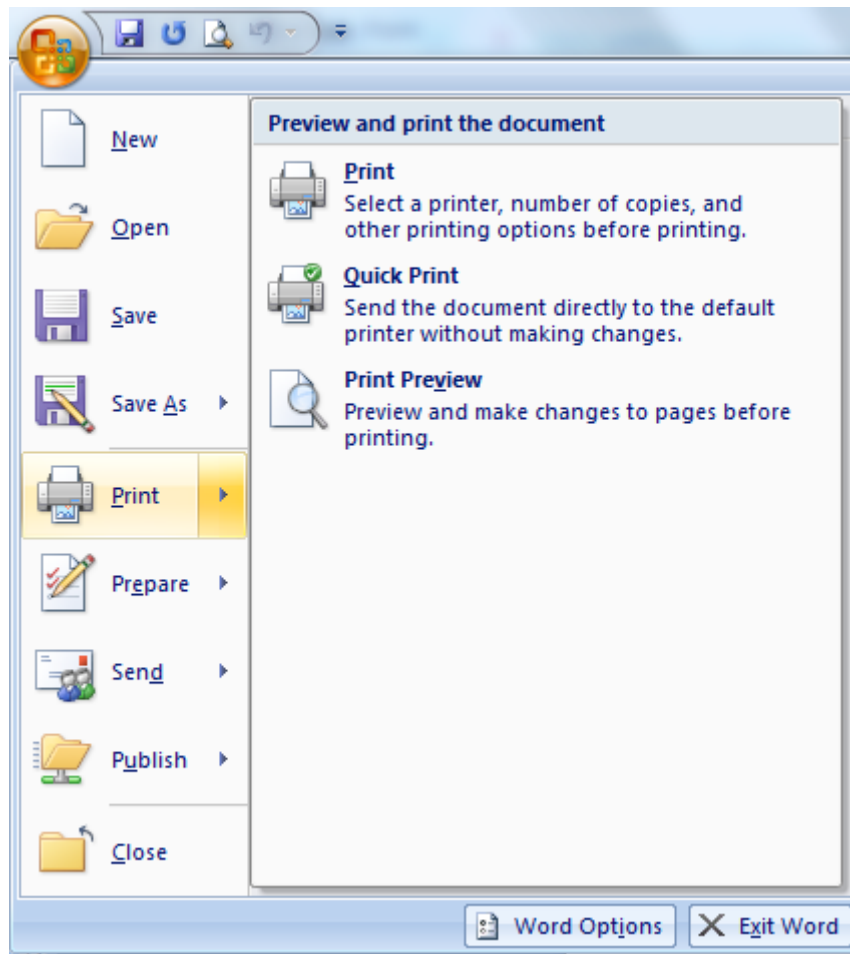 New
Open
Save
Save As
Print
Prepare
Send
Publish
Close
Preview and print the document
Print
Select a printer, number of copies, and
other printing options before printing.
Quick Print
Send the document directly to the default
printer without making changes.
Print Preview
Preview and make changes to pages before
printing.
Word Options
Exit Word